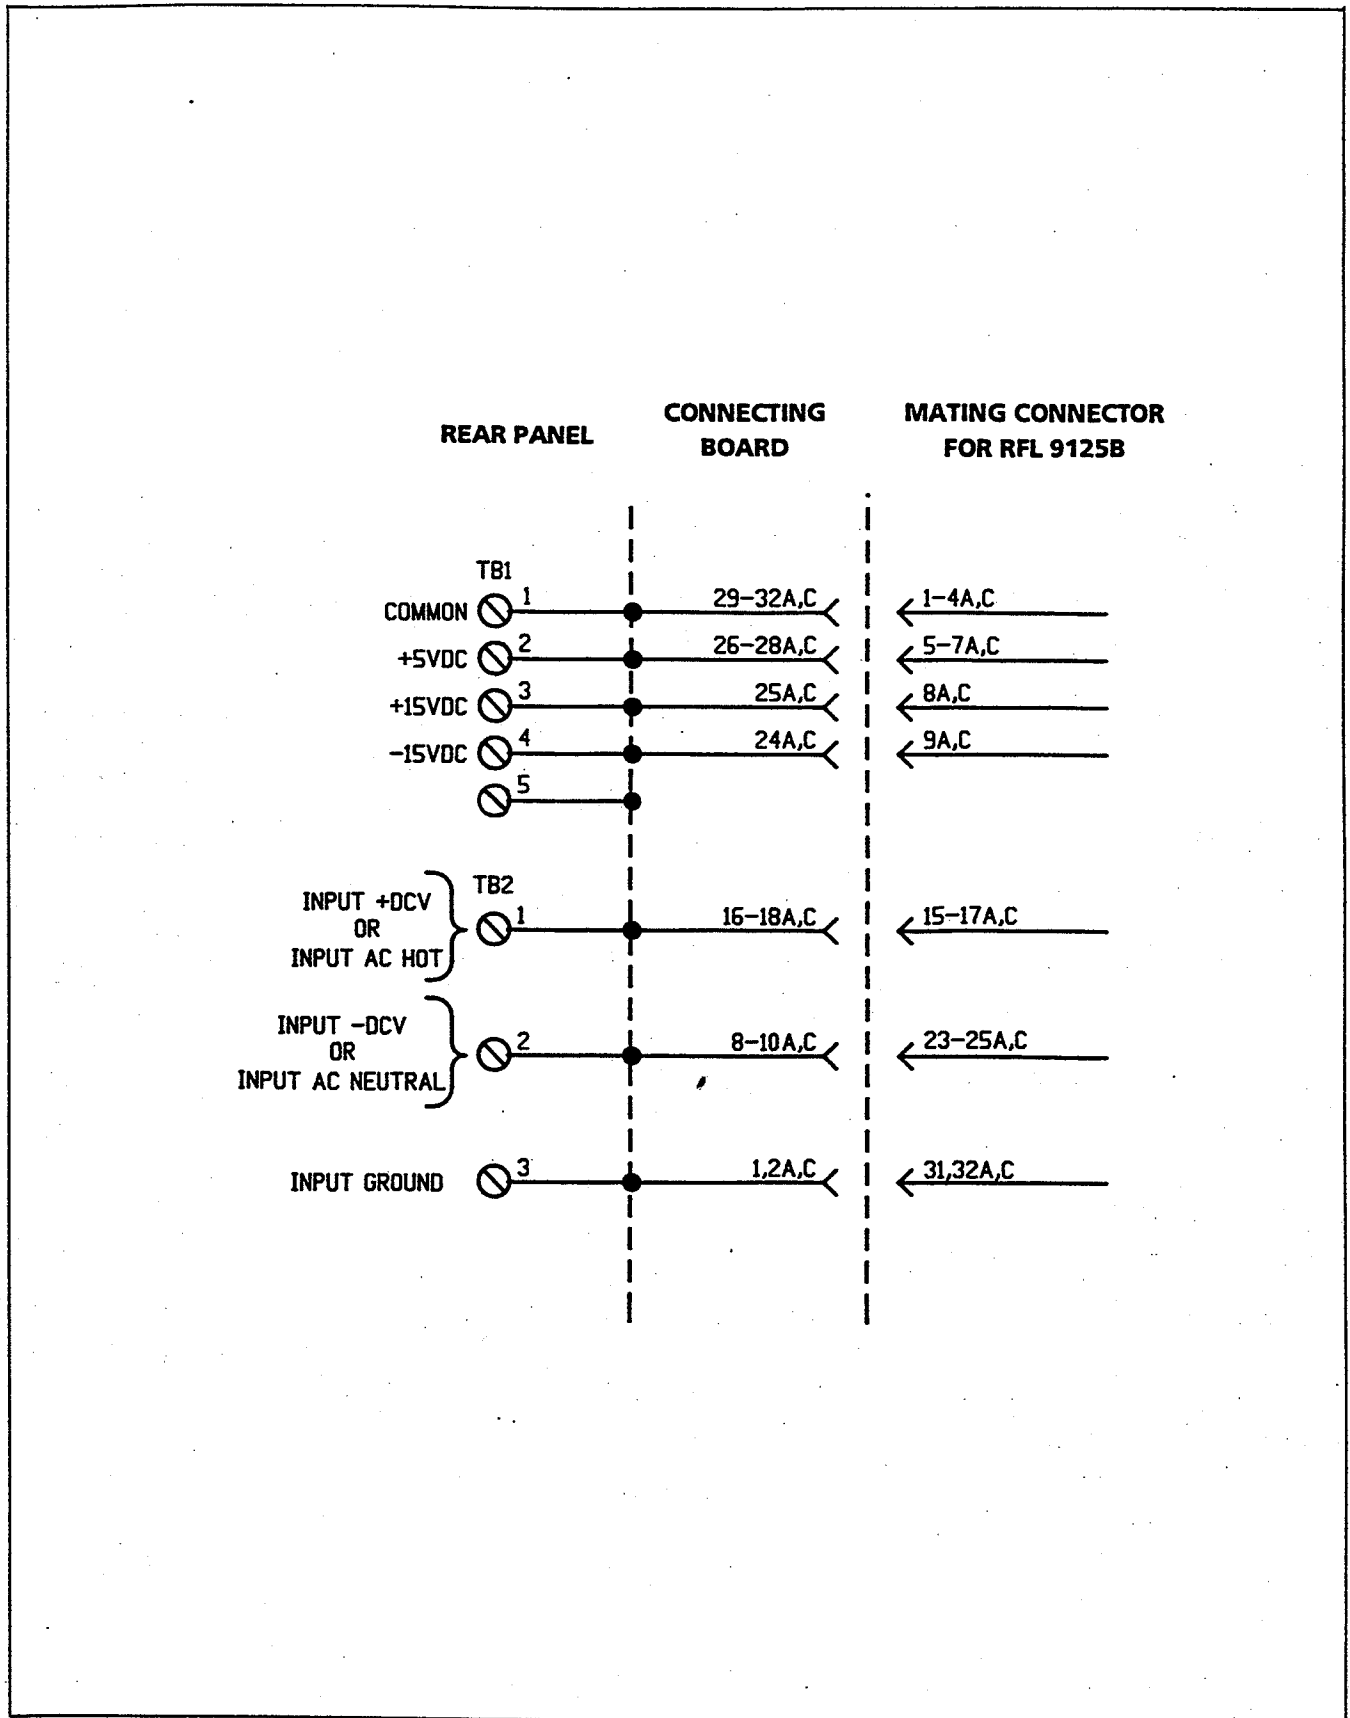 REAR PANEL
CONNECTING
BOARD
MATING CONNECTOR
FOR RFL 9125B
TB1
COMMON 1 29-32A,C 1-4A,C
+5VDC 2 26-28A,C 5-7A,C
+15VDC 3 25A,C 8A,C
-15VDC 4 24A,C 9A,C
5
TB2
INPUT +DCV
OR
INPUT AC HOT
1 16-18A,C 15-17A,C
INPUT -DCV
OR
INPUT AC NEUTRAL
2 8-10A,C 23-25A,C
INPUT GROUND 3 1,2A,C 31,32A,C